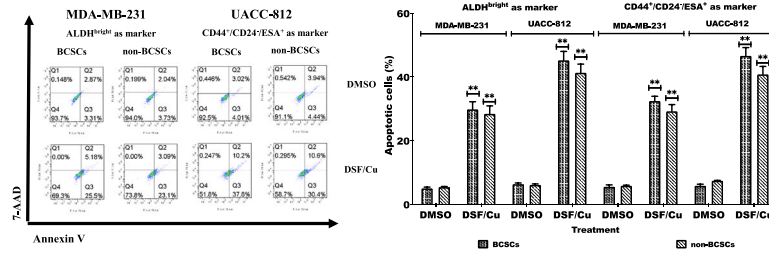 MDA-MB-231 UACC-812
ALDHbright as marker CD44+/CD24-/ESA+ as marker
BCSCs non-BCSCs BCSCs non-BCSCs
Q1 Q2 Q1 Q2 Q1 Q2 Q1 Q2
0.148% 2.87% 0.199% 2.04% 0.446% 3.02% 0.542% 3.94%
DMSO
Q4 Q3 Q4 Q3 Q4 Q3 Q4 Q3
93.7% 3.31% 94.0% 3.73% 92.5% 4.01% 91.1% 4.44%
Q1 Q2 Q1 Q2 Q1 Q2 Q1 Q2
0.00% 5.18% 0.00% 3.09% 0.247% 10.2% 0.295% 10.6%
DSF/Cu
Q4 Q3 Q4 Q3 Q4 Q3 Q4 Q3
69.3% 25.5% 73.8% 23.1% 51.8% 37.8% 58.7% 30.4%
7-AAD
Annexin V
ALDHbright as marker CD44+/CD24-/ESA+ as marker
MDA-MB-231 UACC-812 MDA-MB-231 UACC-812
** ** ** ** ** ** ** **
Apoptotic cells (%)
60
40
20
0
DMSO DSF/Cu DMSO DSF/Cu DMSO DSF/Cu DMSO DSF/Cu
Treatment
BCSCs non-BCSCs